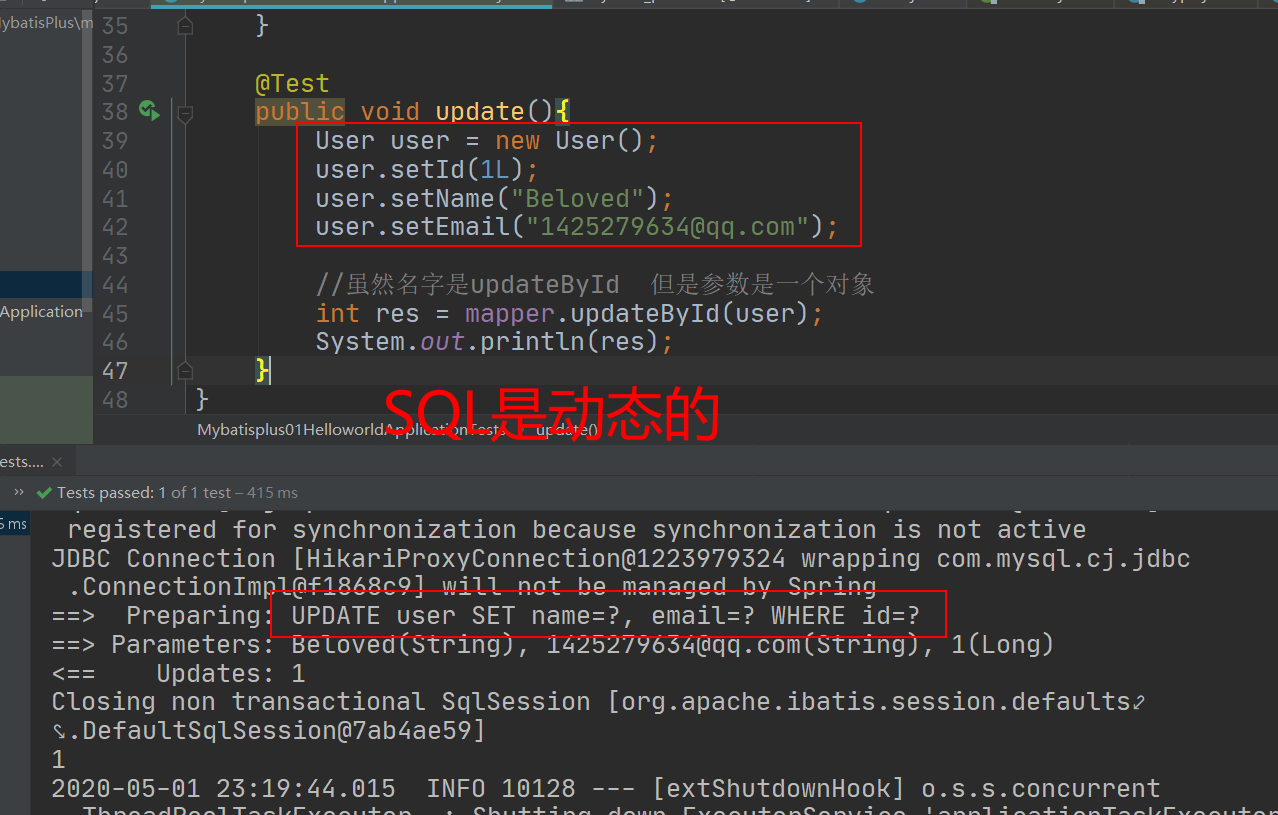 ybatisPlus\m
35 }
36
37 @Test
38 public void update(){
39 User user = new User();
40 user.setId(1L);
41 user.setName("Beloved");
42 user.setEmail("1425279634@qq.com");
43
44 //虽然名字是updateById 但是参数是一个对象
Application
45 int res = mapper.updateById(user);
46 System.out.println(res);
47 }
48 }
SQL是动态的
Mybatisplus01HelloworldApplicationTests update()
ests.... ×
» Tests passed: 1 of 1 test – 415 ms
5 ms
registered for synchronization because synchronization is not active
JDBC Connection [HikariProxyConnection@1223979324 wrapping com.mysql.cj.jdbc
.ConnectionImpl@f1868c9] will not be managed by Spring
==> Preparing: UPDATE user SET name=?, email=? WHERE id=?
==> Parameters: Beloved(String), 1425279634@qq.com(String), 1(Long)
<== Updates: 1
Closing non transactional SqlSession [org.apache.ibatis.session.defaults
.DefaultSqlSession@7ab4ae59]
1
2020-05-01 23:19:44.015 INFO 10128 --- [extShutdownHook] o.s.s.concurrent
.ThreadPoolTaskExecutor : Shutting down ExecutorService 'applicationTaskExecutor